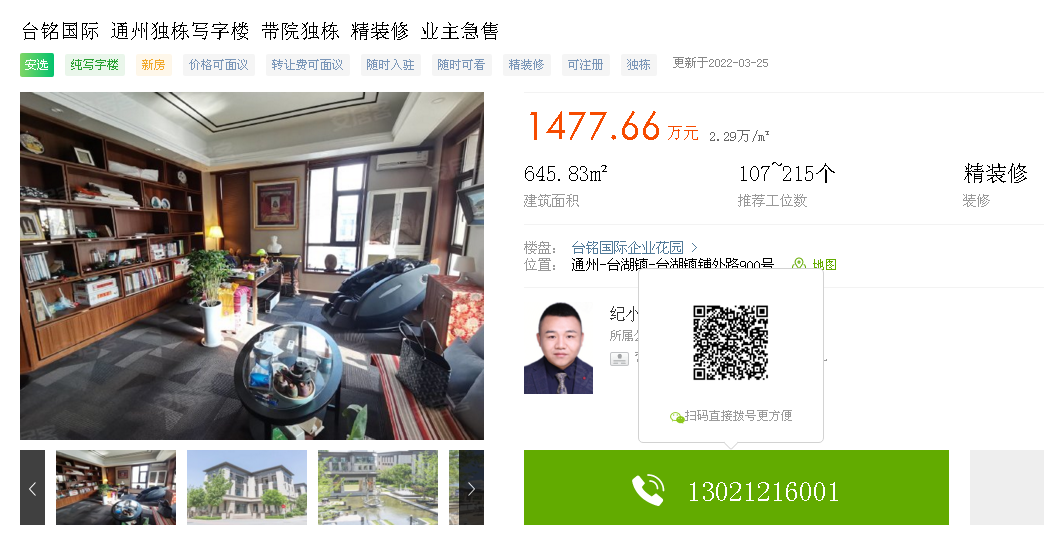 台铭国际 通州独栋写字楼 带院独栋 精装修 业主急售
安选 纯写字楼 新房 价格可面议 转让费可面议 随时入驻 随时可看 精装修 可注册 独栋 更新于2022-03-25
1477.66 万元 2.29万/m²
645.83m² 107~215个 精装修
建筑面积 推荐工位数 装修
楼盘： 台铭国际企业花园 >
位置： 通州-台湖镇-台湖镇铺外路900号 地图
纪小
所属公
扫码直接拨号更方便
13021216001